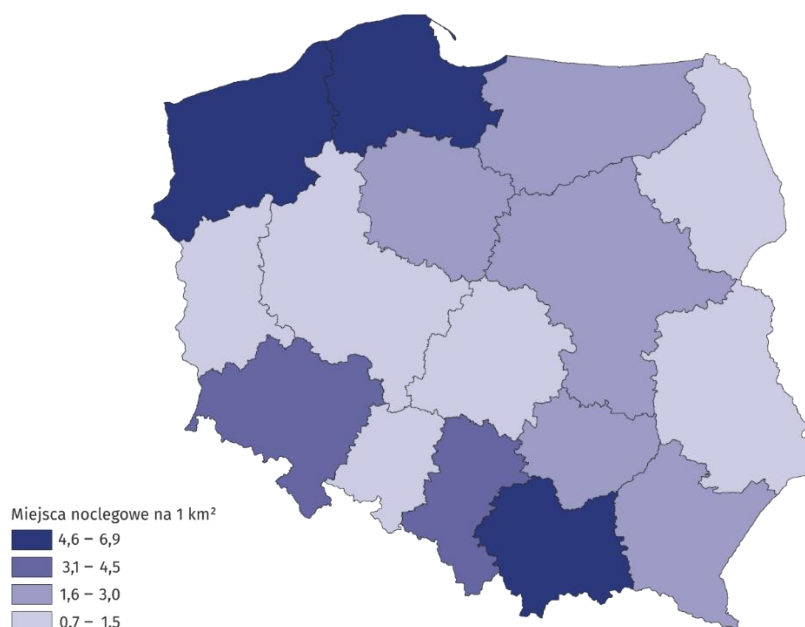 Miejsca noclegowe na 1 km²
4,6 – 6,9
3,1 – 4,5
1,6 – 3,0
0,7 – 1,5